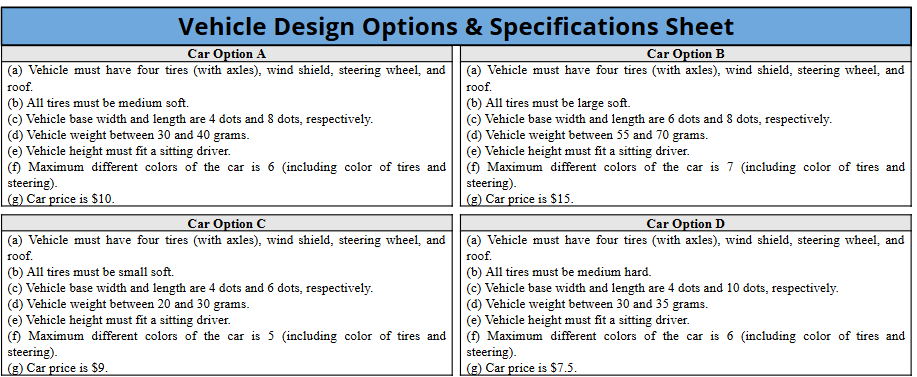 Vehicle Design Options & Specifications Sheet
Car Option A
(a) Vehicle must have four tires (with axles), wind shield, steering wheel, and
roof.
(b) All tires must be medium soft.
(c) Vehicle base width and length are 4 dots and 8 dots, respectively.
(d) Vehicle weight between 30 and 40 grams.
(e) Vehicle height must fit a sitting driver.
(f) Maximum different colors of the car is 6 (including color of tires and
steering).
(g) Car price is $10.
Car Option B
(a) Vehicle must have four tires (with axles), wind shield, steering wheel, and
roof.
(b) All tires must be large soft.
(c) Vehicle base width and length are 6 dots and 8 dots, respectively.
(d) Vehicle weight between 55 and 70 grams.
(e) Vehicle height must fit a sitting driver.
(f) Maximum different colors of the car is 7 (including color of tires and
steering).
(g) Car price is $15.
Car Option C
(a) Vehicle must have four tires (with axles), wind shield, steering wheel, and
roof.
(b) All tires must be small soft.
(c) Vehicle base width and length are 4 dots and 6 dots, respectively.
(d) Vehicle weight between 20 and 30 grams.
(e) Vehicle height must fit a sitting driver.
(f) Maximum different colors of the car is 5 (including color of tires and
steering).
(g) Car price is $9.
Car Option D
(a) Vehicle must have four tires (with axles), wind shield, steering wheel, and
roof.
(b) All tires must be medium hard.
(c) Vehicle base width and length are 4 dots and 10 dots, respectively.
(d) Vehicle weight between 30 and 35 grams.
(e) Vehicle height must fit a sitting driver.
(f) Maximum different colors of the car is 6 (including color of tires and
steering).
(g) Car price is $7.5.